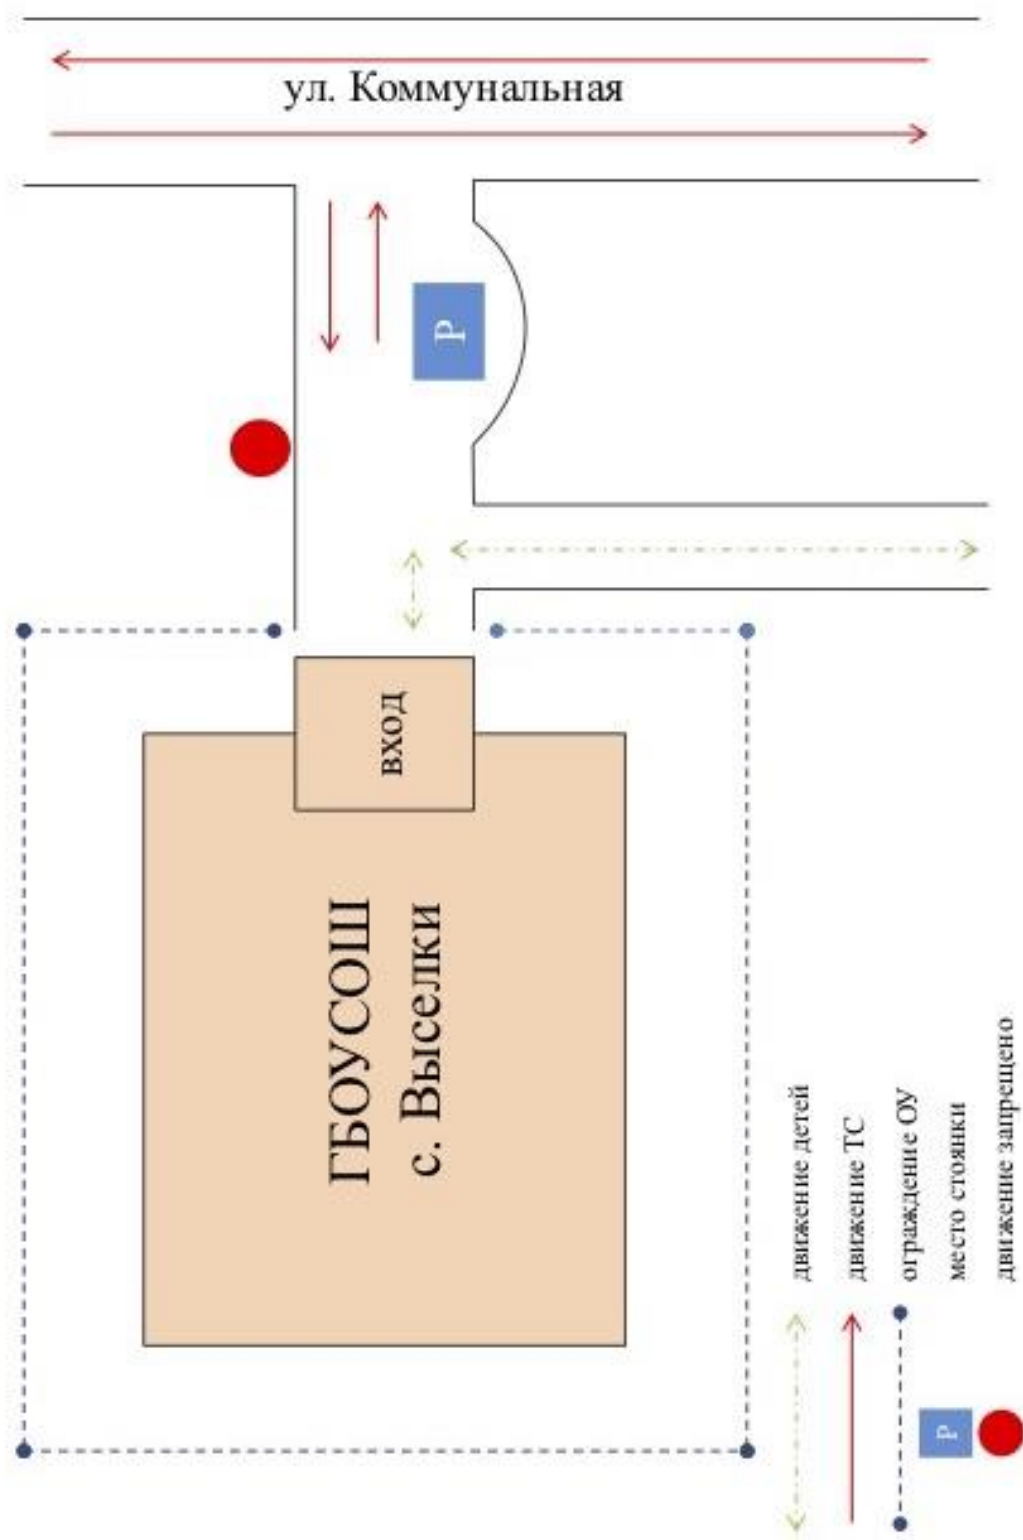 ул. Коммунальная
P
вход
ГБОУСОШ
с. Выселки
движение детей
движение ТС
ограждение ОУ
P
место стоянки
движение запрещено